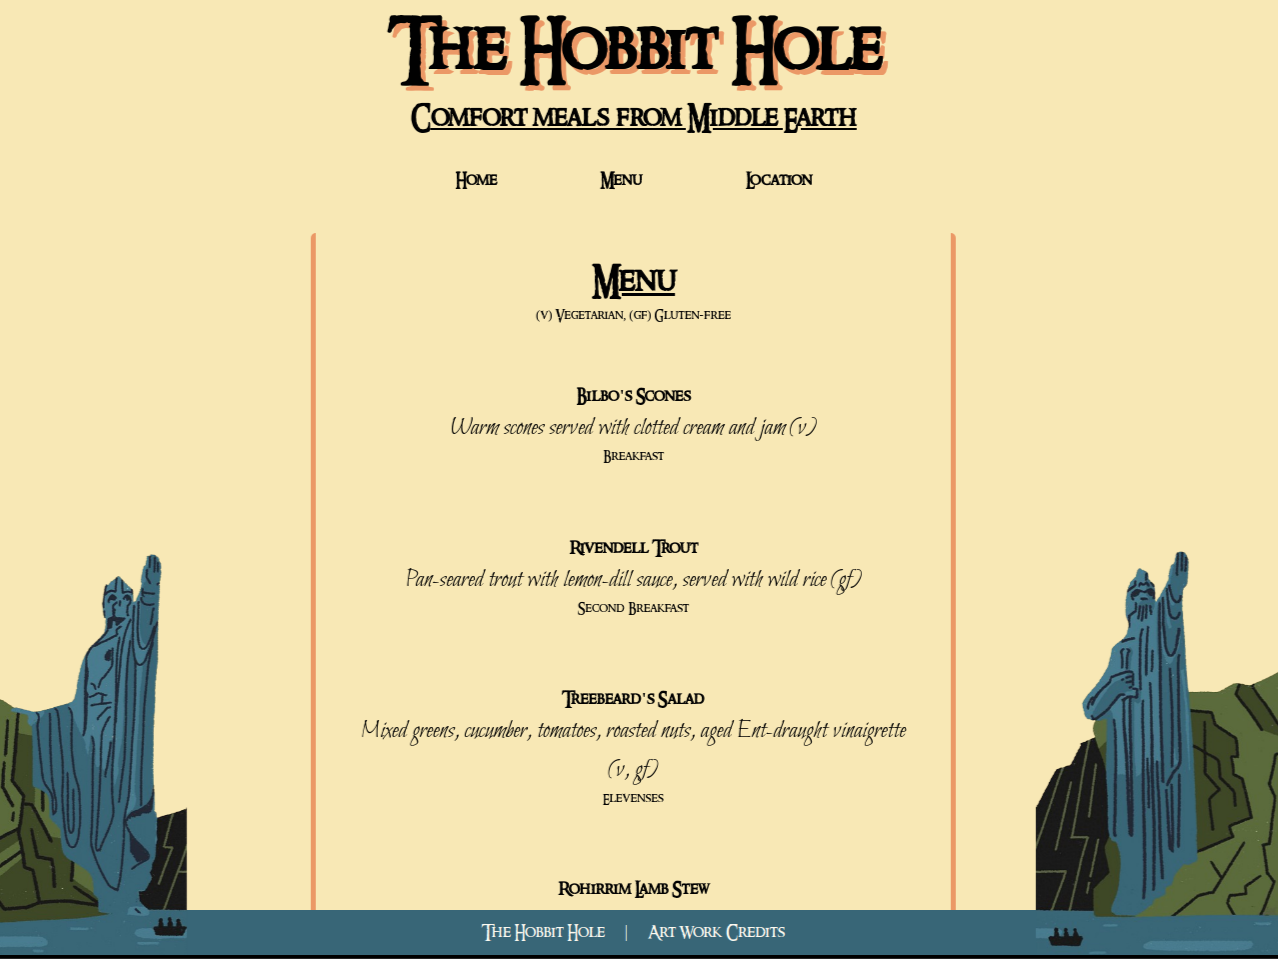 The Hobbit Hole
Comfort meals from Middle Earth
Home Menu Location
Menu
(v) Vegetarian, (gf) Gluten-free
Bilbo's Scones
Warm scones served with clotted cream and jam (v)
Breakfast
Rivendell Trout
Pan-seared trout with lemon-dill sauce, served with wild rice (gf)
Second Breakfast
Treebeard's Salad
Mixed greens, cucumber, tomatoes, roasted nuts, aged Ent-draught vinaigrette
(v, gf)
Elevenses
Rohirrim Lamb Stew
The Hobbit Hole | Art Work Credits